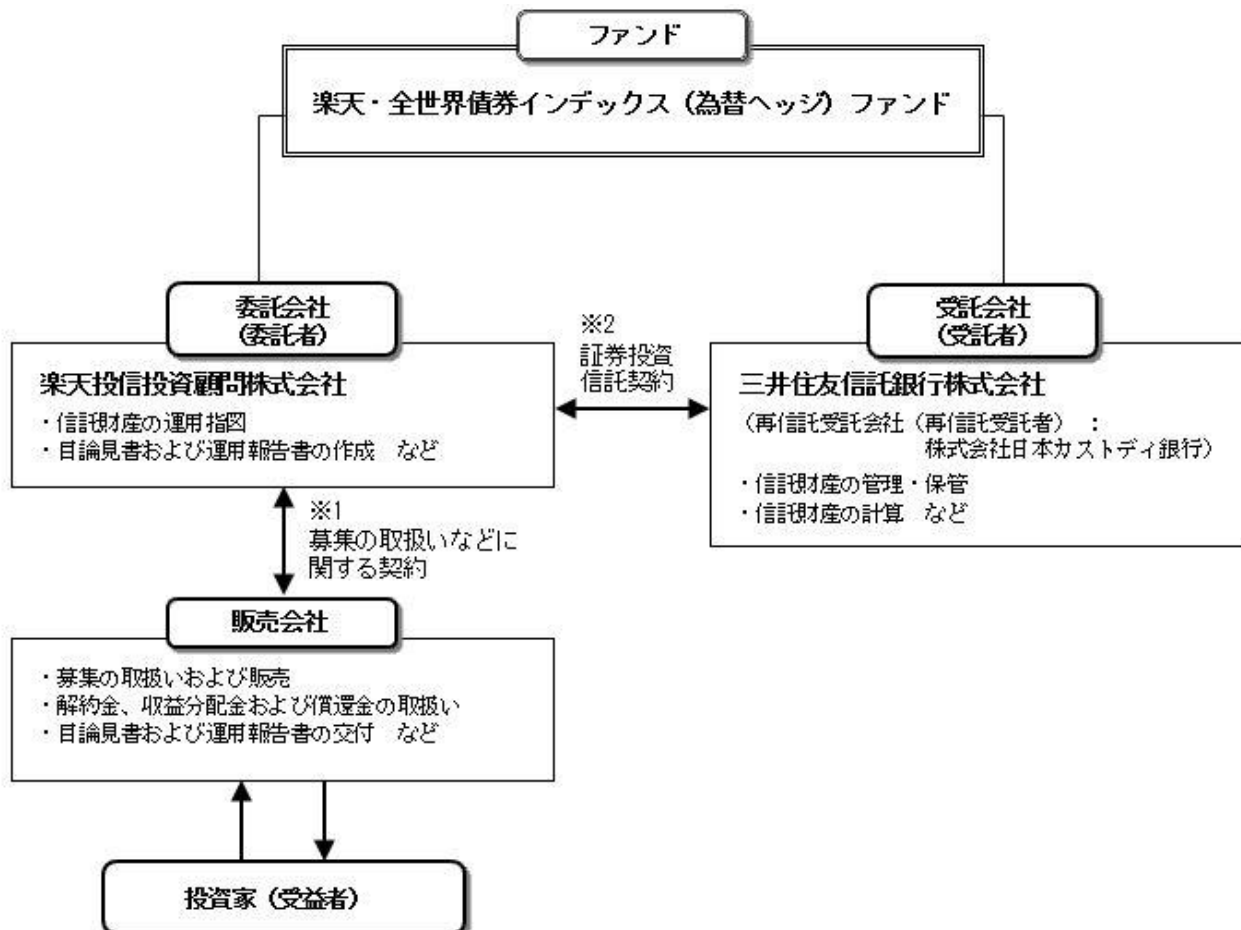 ファンド
楽天・全世界債券インデックス（為替ヘッジ）ファンド
委託会社
（委託者）
楽天投信投資顧問株式会社
・信託財産の運用指図
・目論見書および運用報告書の作成　など
※2
証券投資
信託契約
受託会社
（受託者）
三井住友信託銀行株式会社
（再信託受託会社（再信託受託者）　：
株式会社日本カストディ銀行）
・信託財産の管理・保管
・信託財産の計算　など
※1
募集の取扱いなどに
関する契約
販売会社
・募集の取扱いおよび販売
・解約金、収益分配金および償還金の取扱い
・目論見書および運用報告書の交付　など
投資家（受益者）